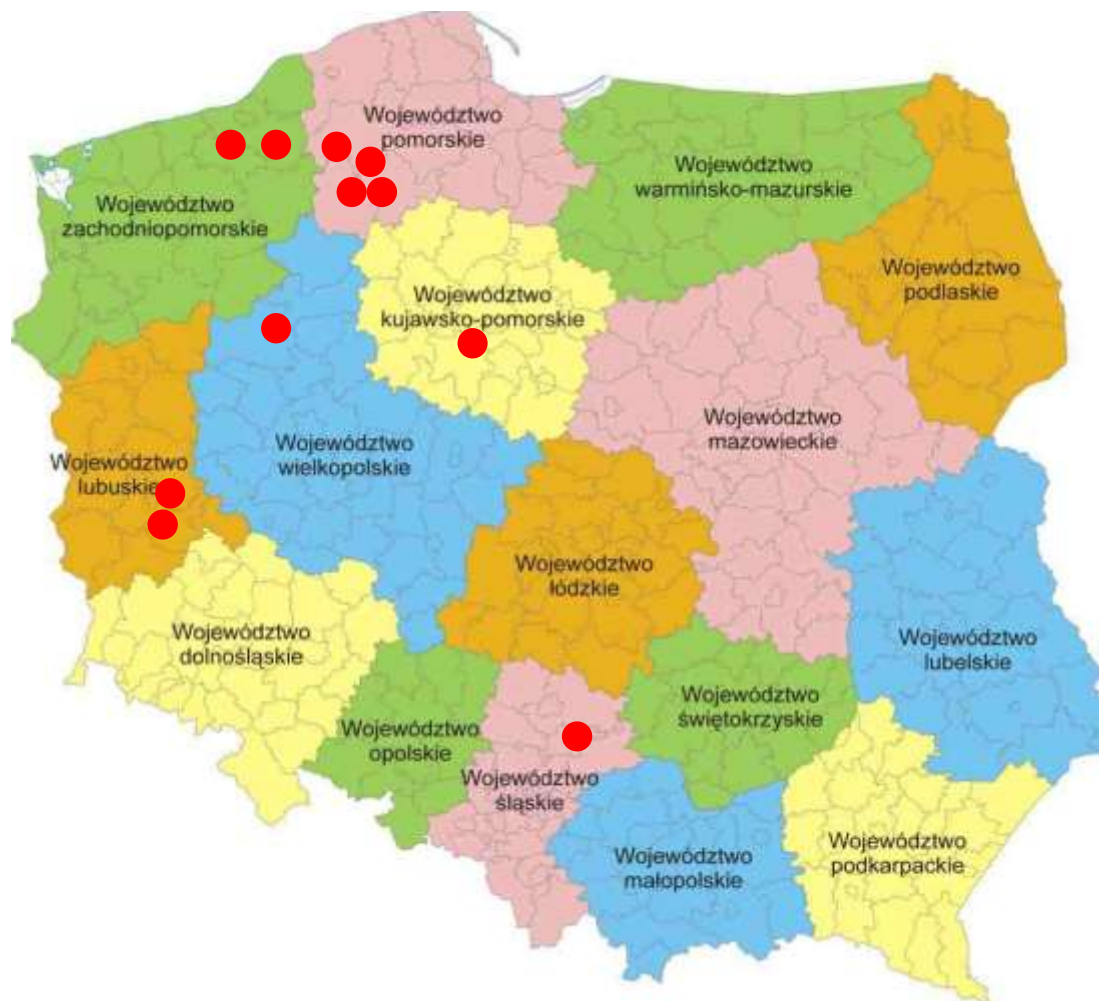 Województwo
pomorskie
Województwo
warmińsko-mazurskie
Województwo
zachodniopomorskie
Województwo
podlaskie
Województwo
kujawsko-pomorskie
Województwo
mazowieckie
Województwo
wielkopolskie
Województwo
lubuskie
Województwo
łódzkie
Województwo
dolnośląskie
Województwo
lubelskie
Województwo
świętokrzyskie
Województwo
opolskie
Województwo
śląskie
Województwo
podkarpackie
Województwo
małopolskie